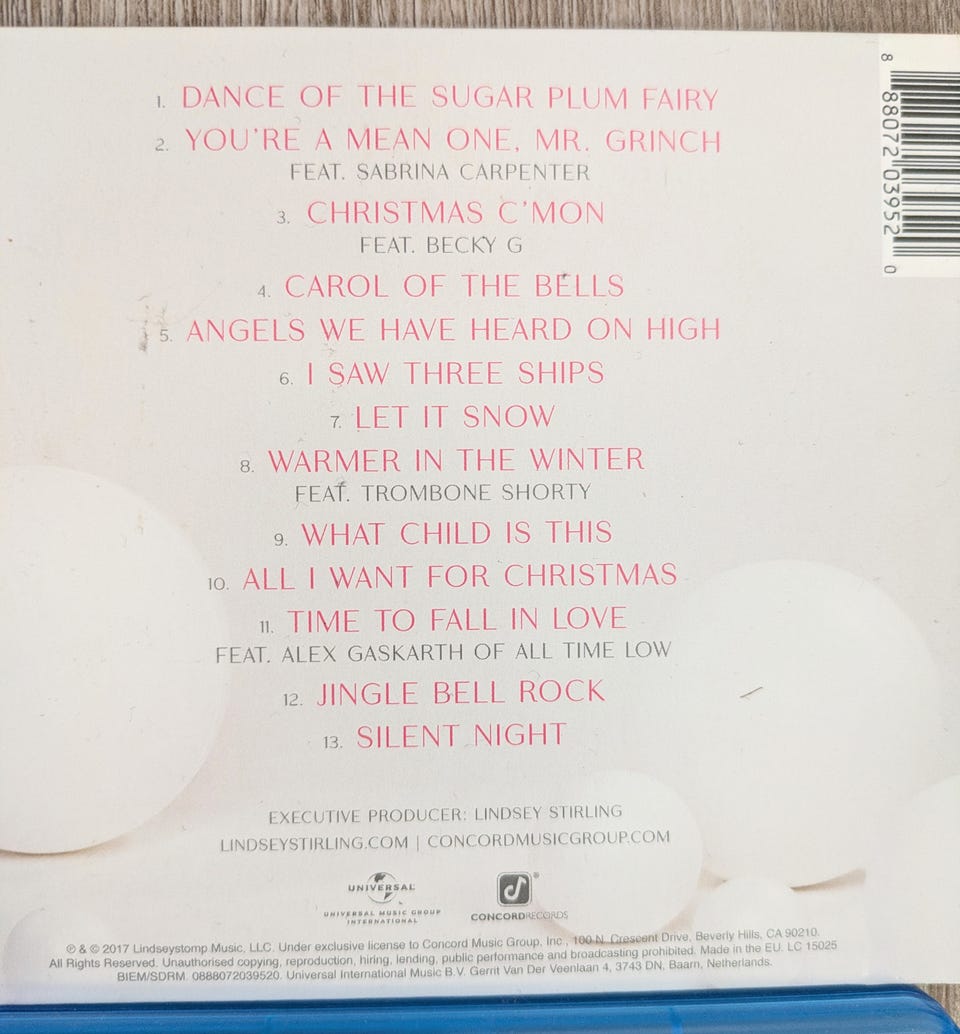 1. DANCE OF THE SUGAR PLUM FAIRY
2. YOU'RE A MEAN ONE, MR. GRINCH
FEAT. SABRINA CARPENTER
3. CHRISTMAS C'MON
FEAT. BECKY G
4. CAROL OF THE BELLS
5. ANGELS WE HAVE HEARD ON HIGH
6. I SAW THREE SHIPS
7. LET IT SNOW
8. WARMER IN THE WINTER
FEAT. TROMBONE SHORTY
9. WHAT CHILD IS THIS
10. ALL I WANT FOR CHRISTMAS
11. TIME TO FALL IN LOVE
FEAT. ALEX GASKARTH OF ALL TIME LOW
12. JINGLE BELL ROCK
13. SILENT NIGHT
EXECUTIVE PRODUCER: LINDSEY STIRLING
LINDSEYSTIRLING.COM | CONCORDMUSICGROUP.COM
UNIVERSAL
UNIVERSAL MUSIC GROUP
INTERNATIONAL
®
CONCORDRECORDS
℗ & © 2017 Lindseystomp Music, LLC. Under exclusive license to Concord Music Group, Inc., 100 N. Crescent Drive, Beverly Hills, CA 90210.
All Rights Reserved. Unauthorised copying, reproduction, hiring, lending, public performance and broadcasting prohibited. Made in the EU. LC 15025
BIEM/SDRM. 0888072039520. Universal International Music B.V. Gerrit Van Der Veenlaan 4, 3743 DN, Baarn, Netherlands.
8 88072 03952 0